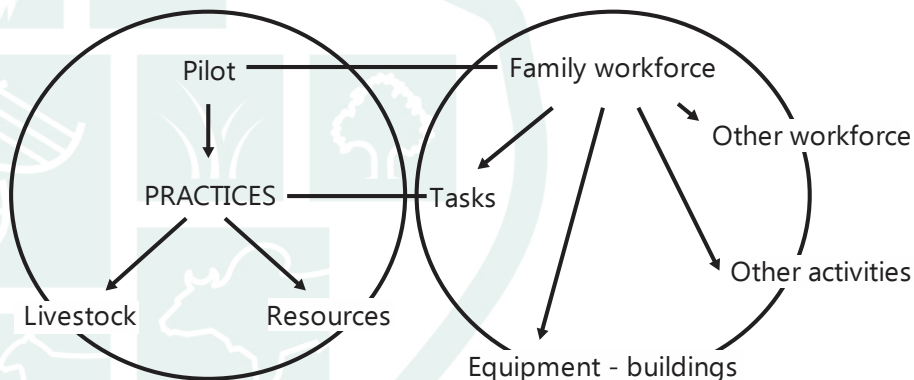 Pilot
Family workforce
Other workforce
PRACTICES
Tasks
Other activities
Livestock
Resources
Equipment - buildings